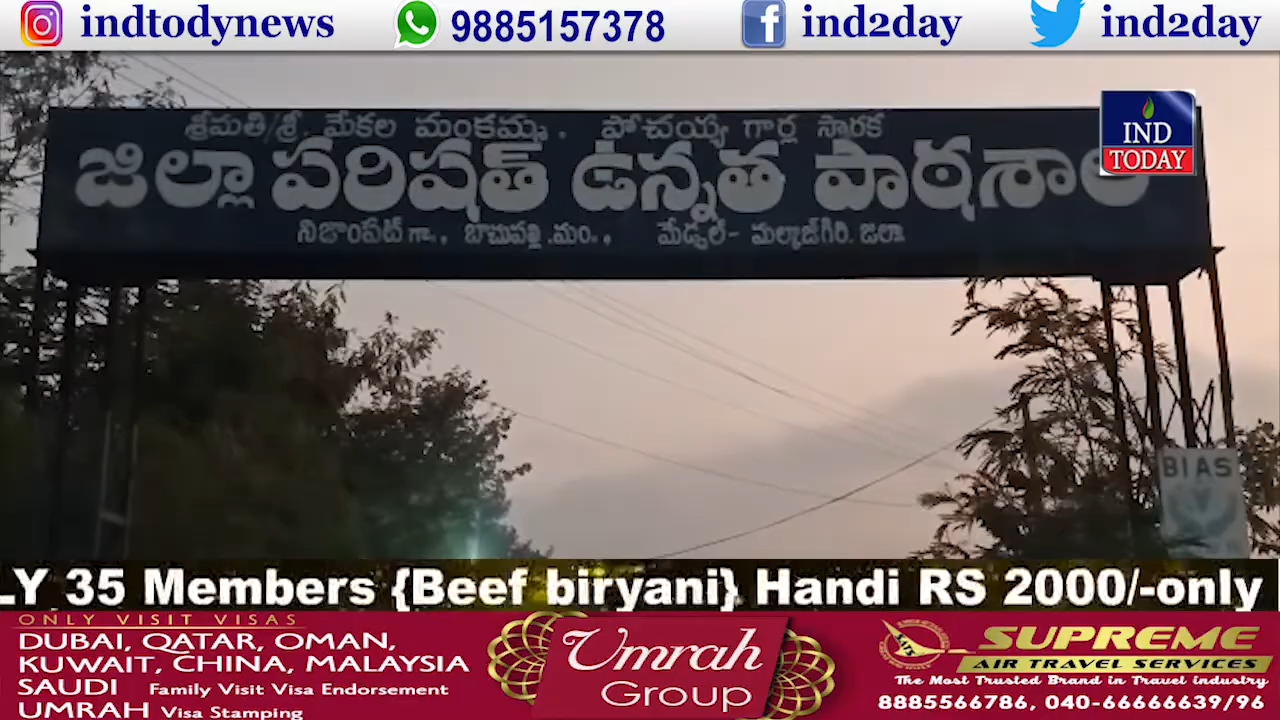 indtodynews 9885157378 ind2day ind2day
శ్రీమతి/శ్రీ. మేకల మంకమ్మ . పోచయ్య గార్ల స్మారక
జిల్లా పరిషత్ ఉన్నత పాఠశాల
నిజాంపేట్ గ్రా., బాచుపల్లి.మం., మేడ్చల్- మల్కాజ్‌గిరి. జిల్లా
IND
TODAY
BIAS
LY 35 Members {Beef biryani} Handi RS 2000/-only
ONLY VISIT VISAS
DUBAI, QATAR, OMAN,
KUWAIT, CHINA, MALAYSIA
SAUDI Family Visit Visa Endorsement
UMRAH Visa Stamping
Umrah
Group
SUPREME
AIR TRAVEL SERVICES
The Most Trusted Brand in Travel industry
8885566786, 040-66666639/96